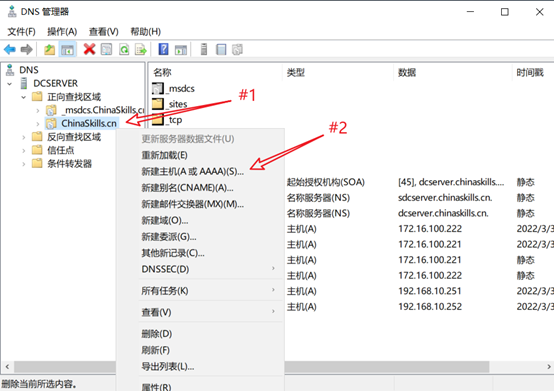 DNS 管理器
文件(F) 操作(A) 查看(V) 帮助(H)
DNS
DCSERVER
正向查找区域
_msdcs.ChinaSkills.cn
ChinaSkills.cn
反向查找区域
信任点
条件转发器
#1
#2
名称 类型 数据 时间戳
_msdcs
_sites
_tcp
起始授权机构(SOA) [45], dcserver.chinaskills.... 静态
名称服务器(NS) sdcserver.chinaskills.cn. 静态
名称服务器(NS) dcserver.chinaskills.cn. 静态
主机(A) 172.16.100.222 2022/3/3
主机(A) 172.16.100.221 2022/3/3
主机(A) 172.16.100.221 静态
主机(A) 172.16.100.222 静态
主机(A) 192.168.10.251 2022/3/3
主机(A) 192.168.10.252 2022/3/3
更新服务器数据文件(U)
重新加载(E)
新建主机(A 或 AAAA)(S)...
新建别名(CNAME)(A)...
新建邮件交换器(MX)(M)...
新建域(O)...
新建委派(G)...
其他新记录(C)...
DNSSEC(D)
所有任务(K)
查看(V)
删除(D)
刷新(F)
导出列表(L)...
属性(R)
删除当前所选内容。